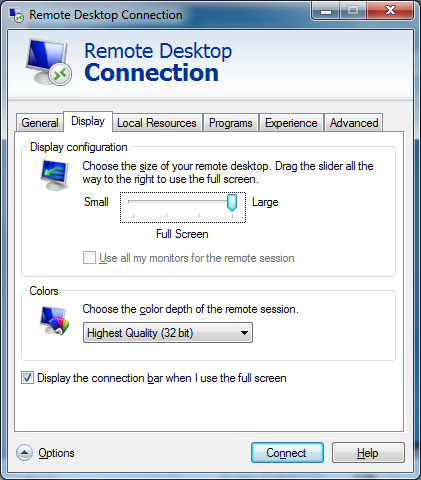 Remote Desktop Connection
Remote Desktop
Connection
General Display Local Resources Programs Experience Advanced
Display configuration
Choose the size of your remote desktop. Drag the slider all the
way to the right to use the full screen.
Small Large
Full Screen
Use all my monitors for the remote session
Colors
Choose the color depth of the remote session.
Highest Quality (32 bit)
Display the connection bar when I use the full screen
Options Connect Help